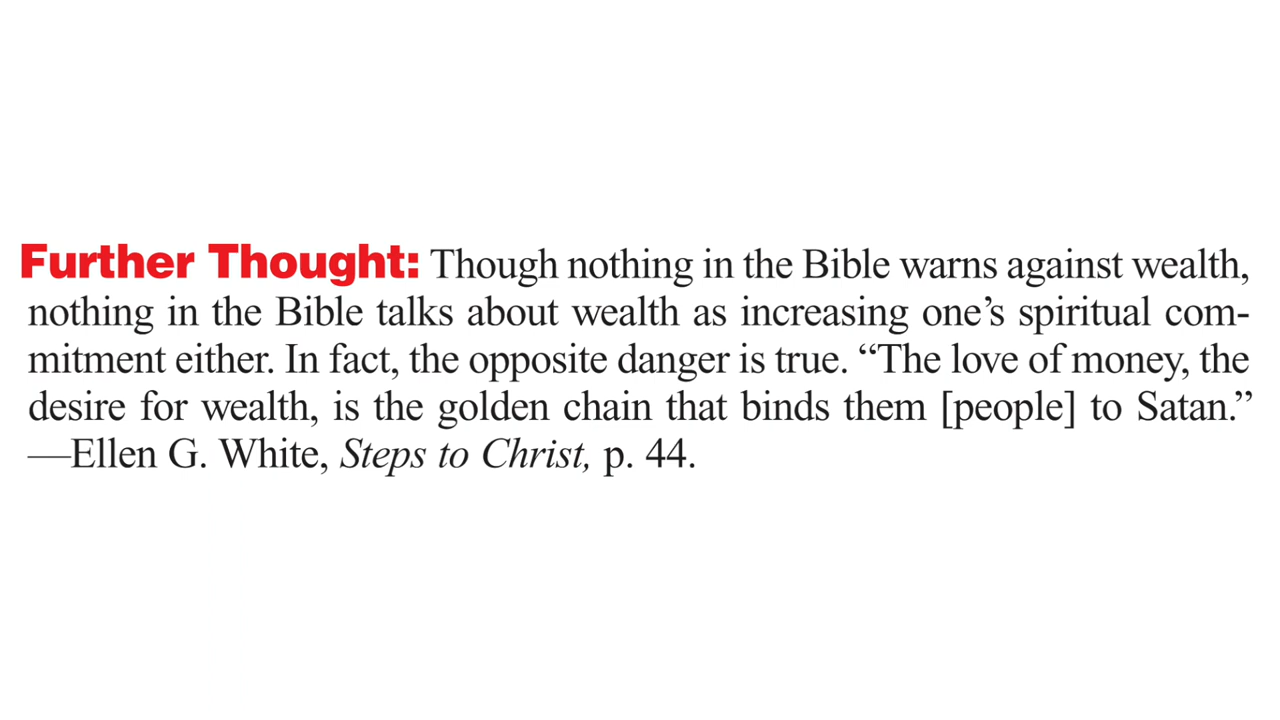 Further Thought: Though nothing in the Bible warns against wealth,
nothing in the Bible talks about wealth as increasing one’s spiritual com-
mitment either. In fact, the opposite danger is true. “The love of money, the
desire for wealth, is the golden chain that binds them [people] to Satan.”
—Ellen G. White, Steps to Christ, p. 44.